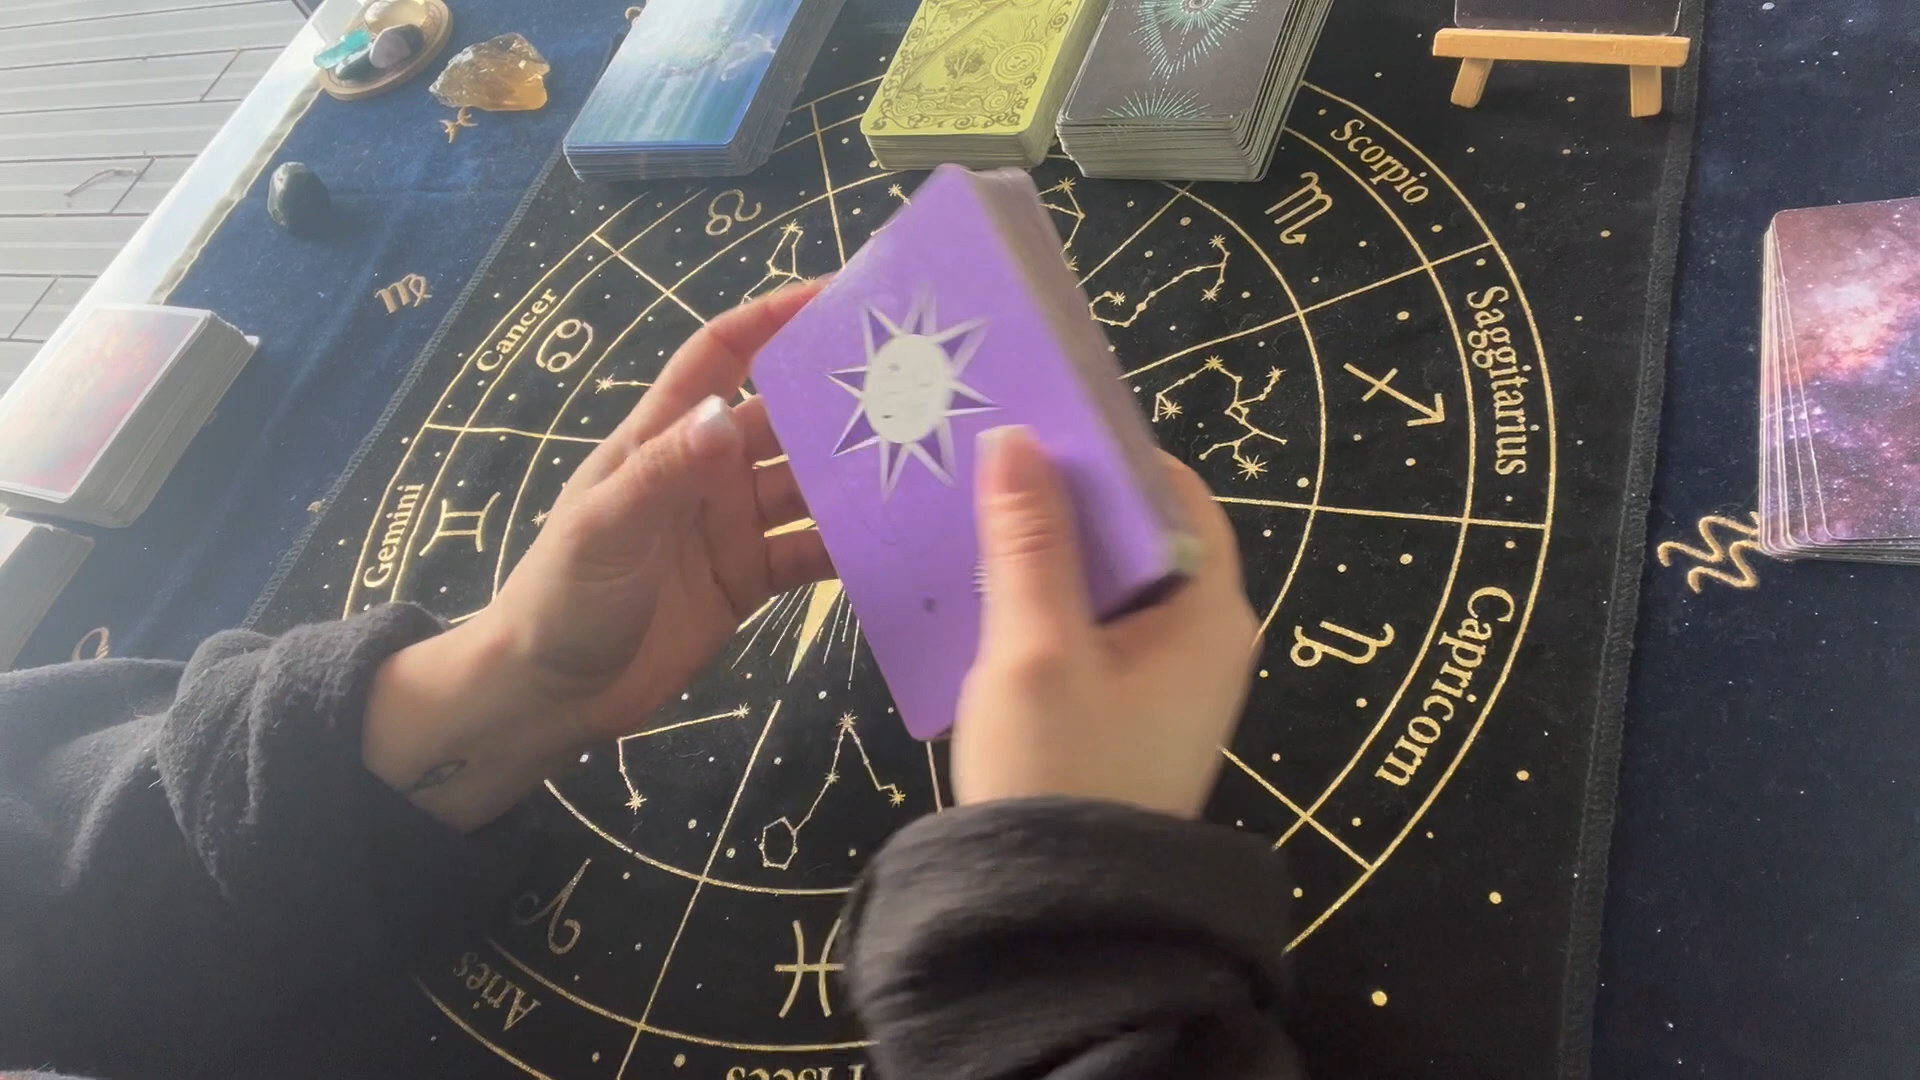 Scorpio
Cancer
Saggitarius
Gemini
Capricorn
Aries
Pisces